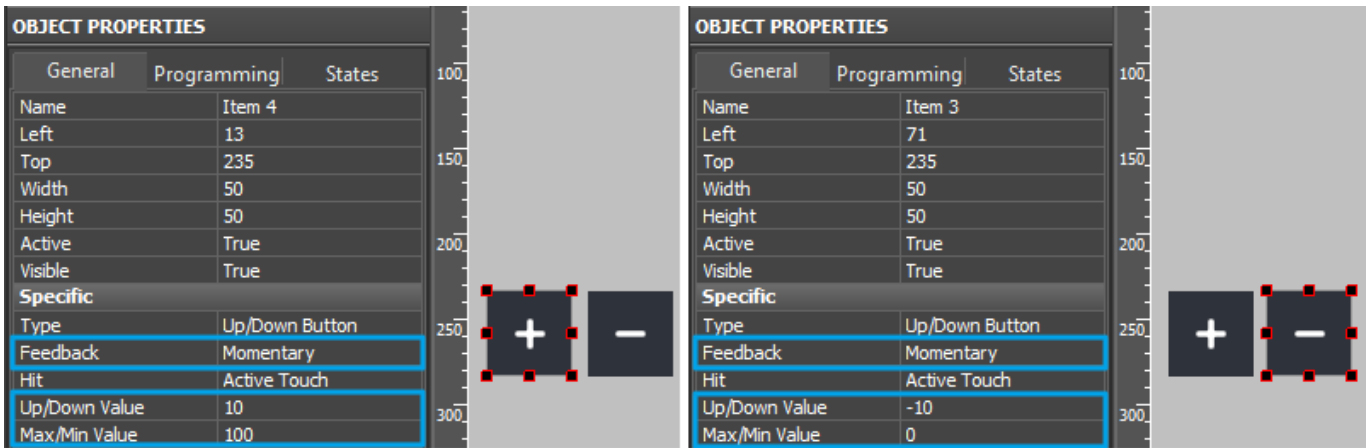 OBJECT PROPERTIES
General Programming States
Name Item 4
Left 13
Top 235
Width 50
Height 50
Active True
Visible True
Specific
Type Up/Down Button
Feedback Momentary
Hit Active Touch
Up/Down Value 10
Max/Min Value 100
100
150
200
250
300
+ −
OBJECT PROPERTIES
General Programming States
Name Item 3
Left 71
Top 235
Width 50
Height 50
Active True
Visible True
Specific
Type Up/Down Button
Feedback Momentary
Hit Active Touch
Up/Down Value -10
Max/Min Value 0
100
150
200
250
300
+ −